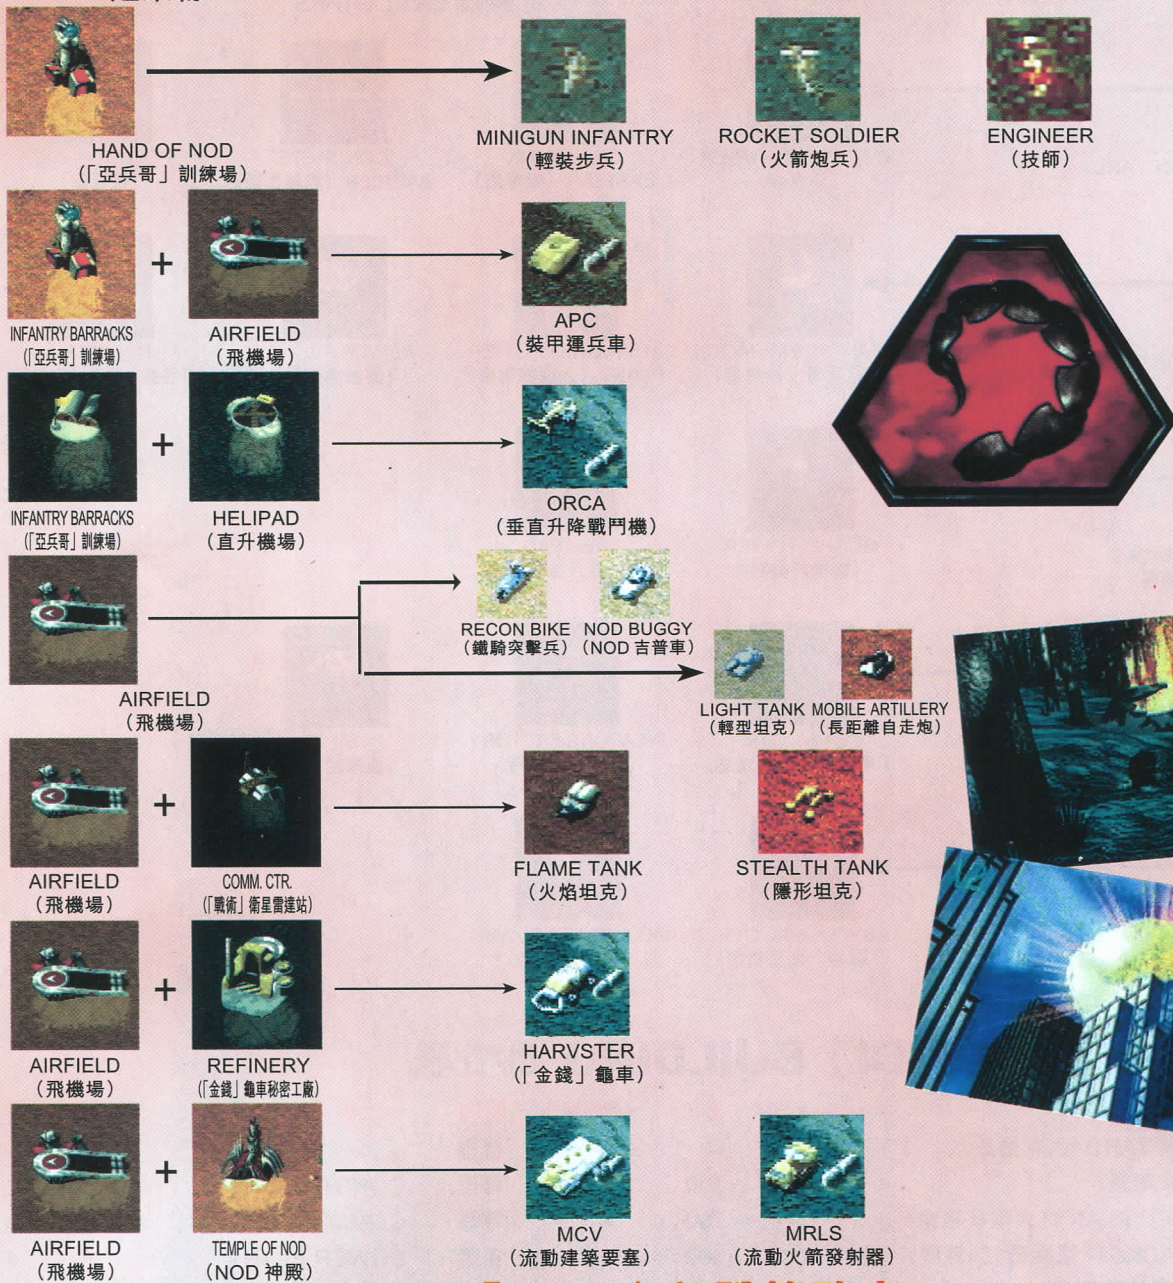 HAND OF NOD
(「亞兵哥」訓練場)
MINIGUN INFANTRY
(輕裝步兵)
ROCKET SOLDIER
(火箭炮兵)
ENGINEER
(技師)
INFANTRY BARRACKS
(「亞兵哥」訓練場)
+
AIRFIELD
(飛機場)
APC
(裝甲運兵車)
INFANTRY BARRACKS
(「亞兵哥」訓練場)
+
HELIPAD
(直升機場)
ORCA
(垂直升降戰鬥機)
AIRFIELD
(飛機場)
RECON BIKE
(鐵騎突擊兵)
NOD BUGGY
(NOD 吉普車)
LIGHT TANK
(輕型坦克)
MOBILE ARTILLERY
(長距離自走炮)
AIRFIELD
(飛機場)
+
COMM. CTR.
(「戰術」衛星雷達站)
FLAME TANK
(火焰坦克)
STEALTH TANK
(隱形坦克)
AIRFIELD
(飛機場)
+
REFINERY
(「金錢」龜車秘密工廠)
HARVSTER
(「金錢」龜車)
AIRFIELD
(飛機場)
+
TEMPLE OF NOD
(NOD 神殿)
MCV
(流動建築要塞)
MRLS
(流動火箭發射器)